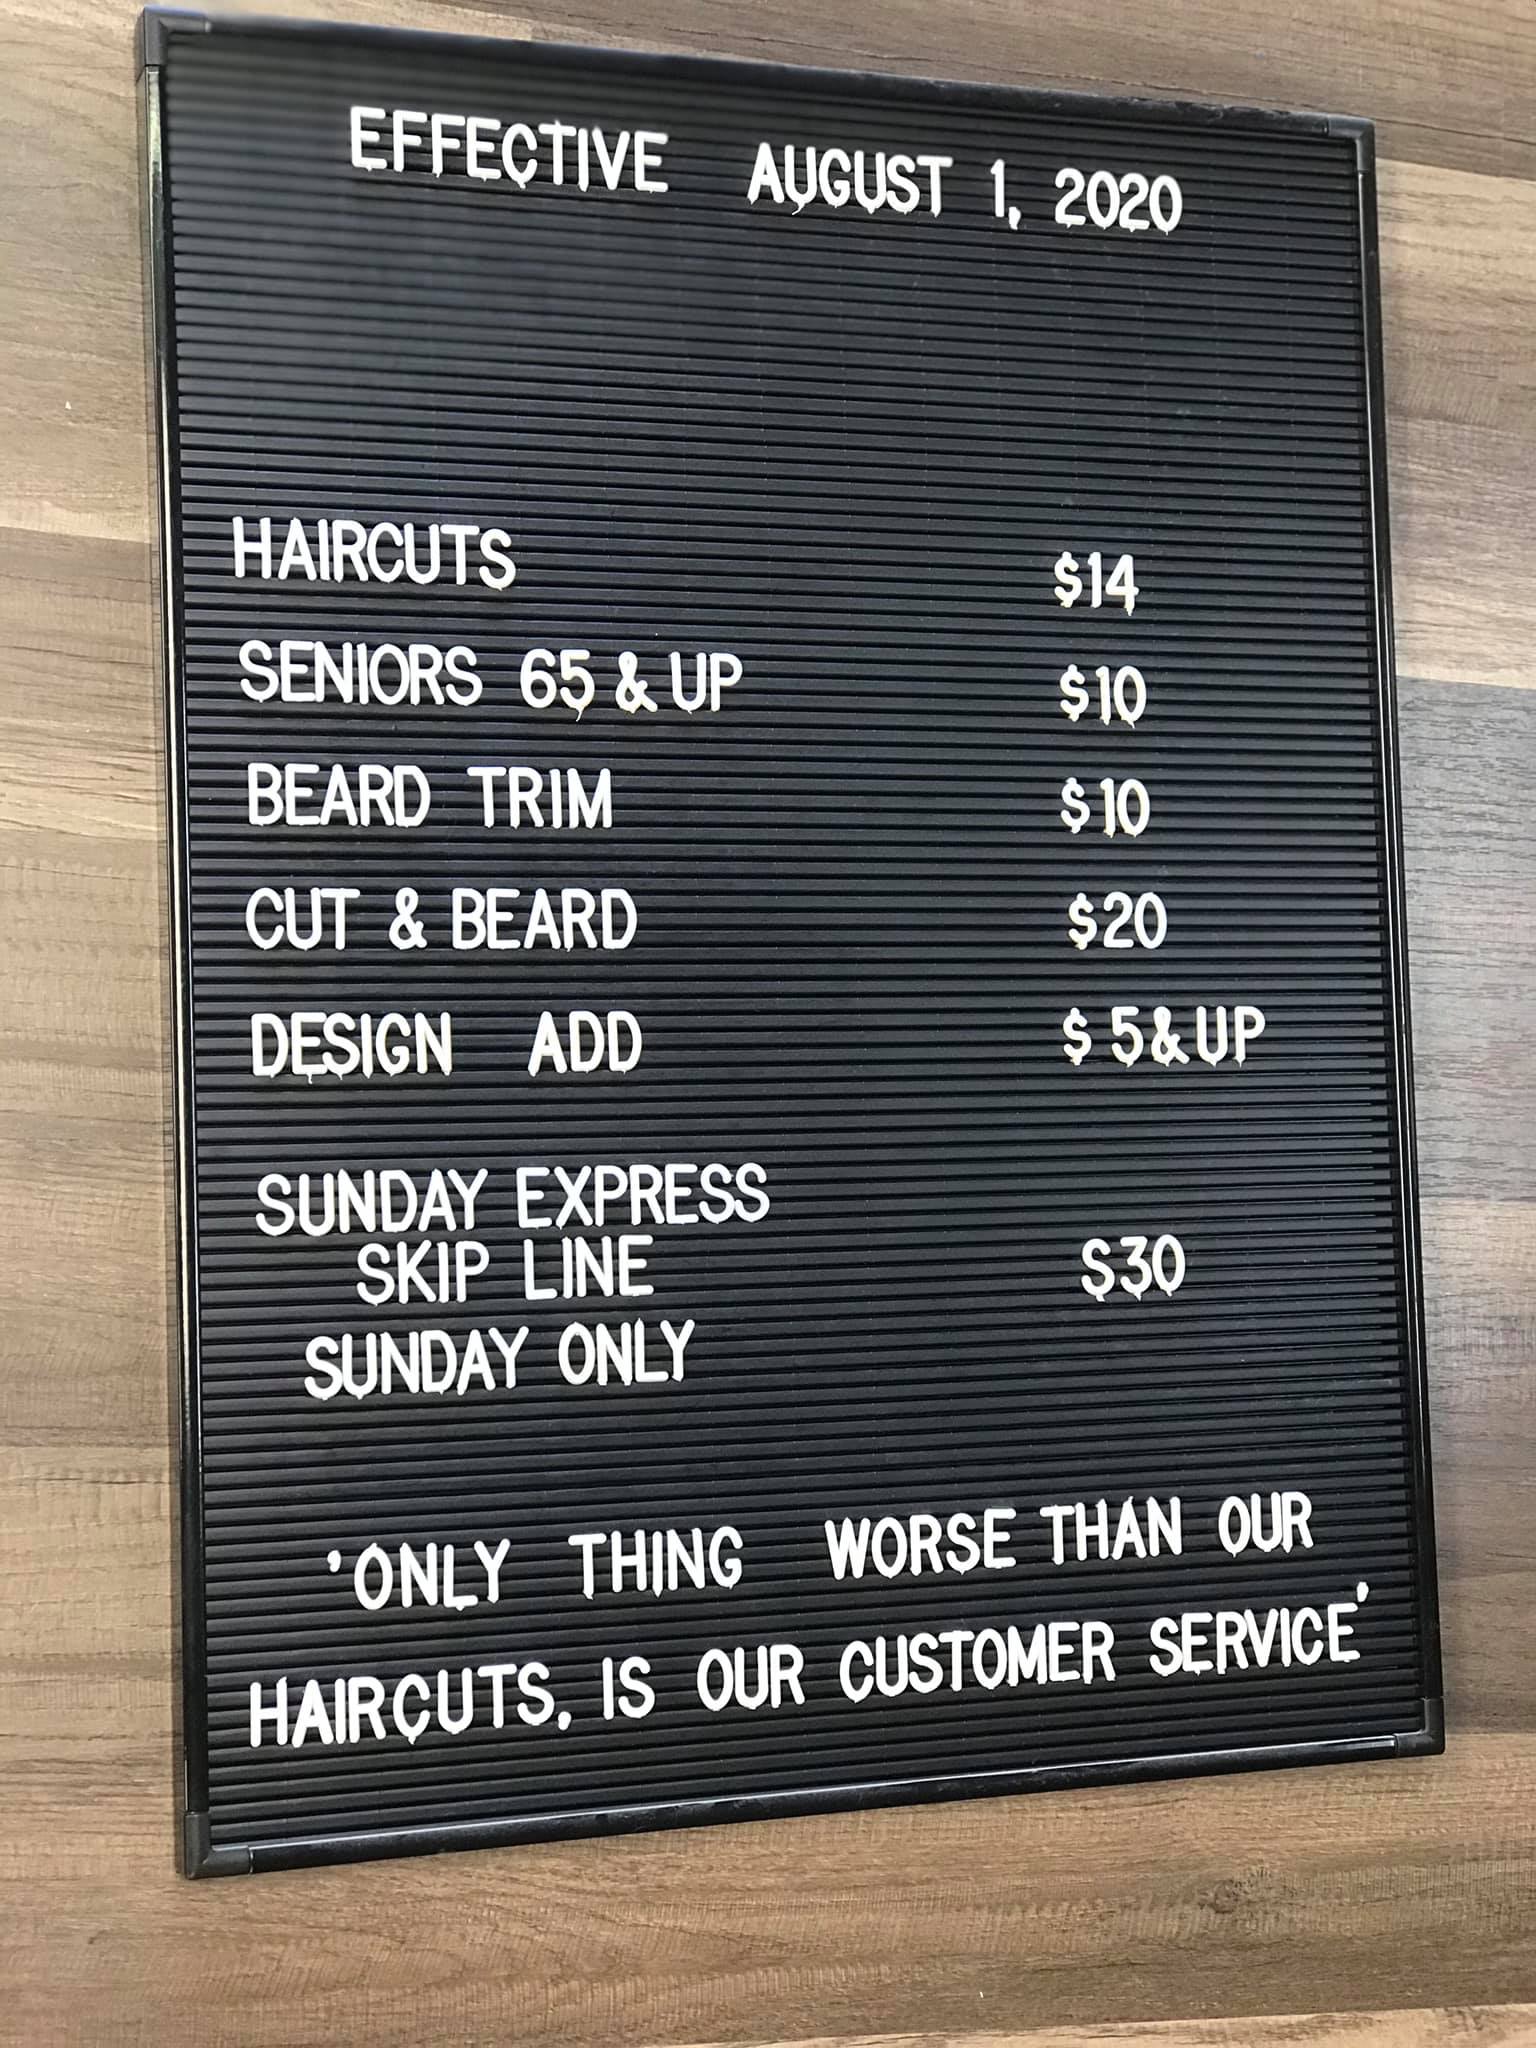 EFFECTIVE AUGUST 1, 2020
HAIRCUTS $14
SENIORS 65 & UP $10
BEARD TRIM $10
CUT & BEARD $20
DESIGN ADD $5&UP
SUNDAY EXPRESS
SKIP LINE S30
SUNDAY ONLY
'ONLY THING WORSE THAN OUR
HAIRCUTS, IS OUR CUSTOMER SERVICE'